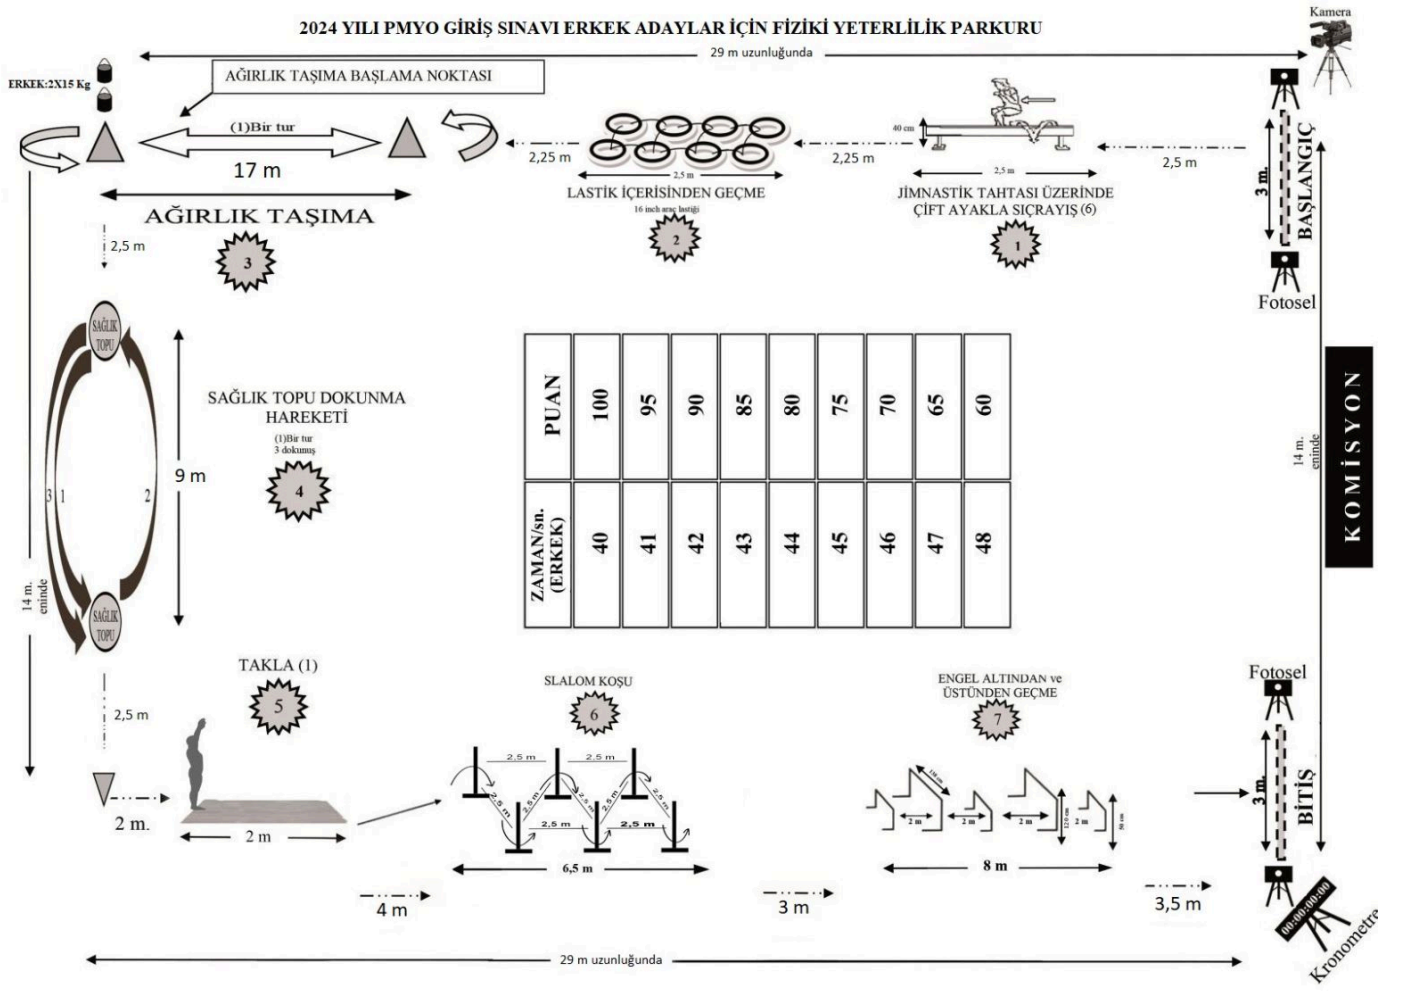 2024 YILI PMYO GİRİŞ SINAVI ERKEK ADAYLAR İÇİN FİZİKİ YETERLİLİK PARKURU
Kamera
29 m uzunluğunda
ERKEK:2X15 Kg
AĞIRLIK TAŞIMA BAŞLAMA NOKTASI
(1)Bir tur
17 m
AĞIRLIK TAŞIMA
3
2,25 m
2,5 m
LASTİK İÇERİSİNDEN GEÇME
16 inch araç lastiği
2
2,25 m
40 cm
2,5 m
JİMNASTİK TAHTASI ÜZERİNDE
ÇİFT AYAKLA SIÇRAYIŞ (6)
1
2,5 m
3 m.
BAŞLANGIÇ
Fotosel
2,5 m
SAĞLIK
TOPU
3 1
2
SAĞLIK
TOPU
9 m
SAĞLIK TOPU DOKUNMA
HAREKETİ
(1)Bir tur
3 dokunuş
4
14 m.
eninde
PUAN 100 95 90 85 80 75 70 65 60
ZAMAN/sn.
(ERKEK) 40 41 42 43 44 45 46 47 48
14 m.
eninde
KOMİSYON
2,5 m
2 m.
TAKLA (1)
5
2 m
4 m
SLALOM KOŞU
6
2,5 m
2,5 m
2,5 m
2,5 m
2,5 m
2,5 m
2,5 m
2,5 m
6,5 m
3 m
ENGEL ALTINDAN ve
ÜSTÜNDEN GEÇME
7
2 m
2 m
2 m
120 cm
2 m
50 cm
8 m
3,5 m
Fotosel
3 m.
BİTİŞ
00:00:00:00
Kronometre
29 m uzunluğunda